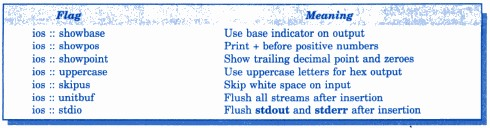 Flag Meaning
ios :: showbase Use base indicator on output
ios :: showpos Print + before positive numbers
ios :: showpoint Show trailing decimal point and zeroes
ios :: uppercase Use uppercase letters for hex output
ios :: skipus Skip white space on input
ios :: unitbuf Flush all streams after insertion
ios :: stdio Flush stdout and stderr after insertion